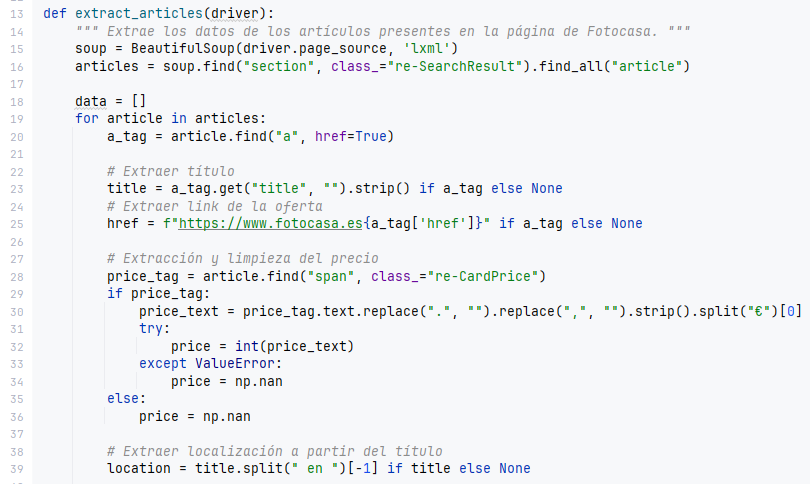 13 def extract_articles(driver):
14     """ Extrae los datos de los artículos presentes en la página de Fotocasa. """
15     soup = BeautifulSoup(driver.page_source, 'lxml')
16     articles = soup.find("section", class_="re-SearchResult").find_all("article")
17
18     data = []
19     for article in articles:
20         a_tag = article.find("a", href=True)
21
22         # Extraer título
23         title = a_tag.get("title", "").strip() if a_tag else None
24         # Extraer link de la oferta
25         href = f"https://www.fotocasa.es{a_tag['href']}" if a_tag else None
26
27         # Extracción y limpieza del precio
28         price_tag = article.find("span", class_="re-CardPrice")
29         if price_tag:
30             price_text = price_tag.text.replace(".", "").replace(",", "").strip().split("€")[0]
31             try:
32                 price = int(price_text)
33             except ValueError:
34                 price = np.nan
35         else:
36             price = np.nan
37
38         # Extraer localización a partir del título
39         location = title.split(" en ")[-1] if title else None